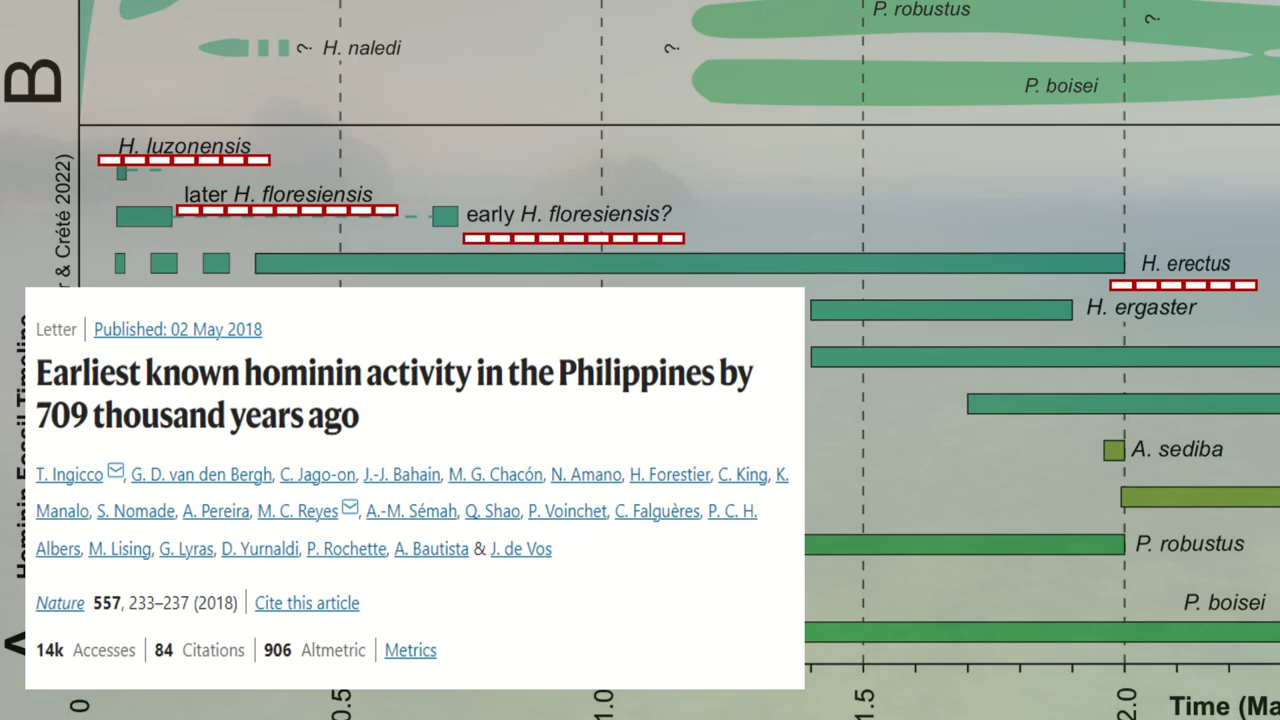 P. robustus
?
B
?
H. naledi
?
P. boisei
H. luzonensis
later H. floresiensis
early H. floresiensis?
H. erectus
H. ergaster
A. sediba
P. robustus
P. boisei
& Crété 2022)
Letter
Published: 02 May 2018
Earliest known hominin activity in the Philippines by
709 thousand years ago
T. Ingicco, G. D. van den Bergh, C. Jago-on, J.-J. Bahain, M. G. Chacón, N. Amano, H. Forestier, C. King, K.
Manalo, S. Nomade, A. Pereira, M. C. Reyes, A.-M. Sémah, Q. Shao, P. Voinchet, C. Falguères, P. C. H.
Albers, M. Lising, G. Lyras, D. Yurnaldi, P. Rochette, A. Bautista & J. de Vos
Nature 557, 233–237 (2018) Cite this article
14k Accesses 84 Citations 906 Altmetric Metrics
0
0.5
1.0
1.5
2.0
Time (Ma